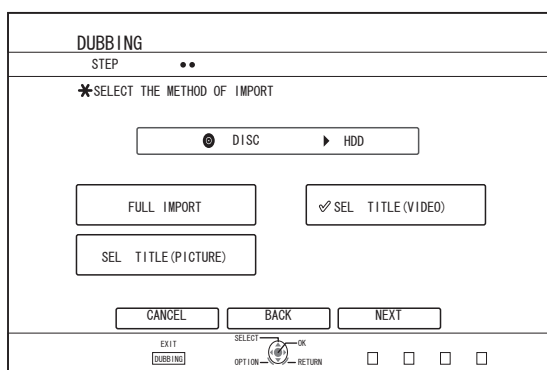 DUBBING
STEP
SELECT THE METHOD OF IMPORT
DISC HDD
FULL IMPORT SEL TITLE(VIDEO)
SEL TITLE(PICTURE)
CANCEL BACK NEXT
EXIT SELECT OK
DUBBING OPTION RETURN